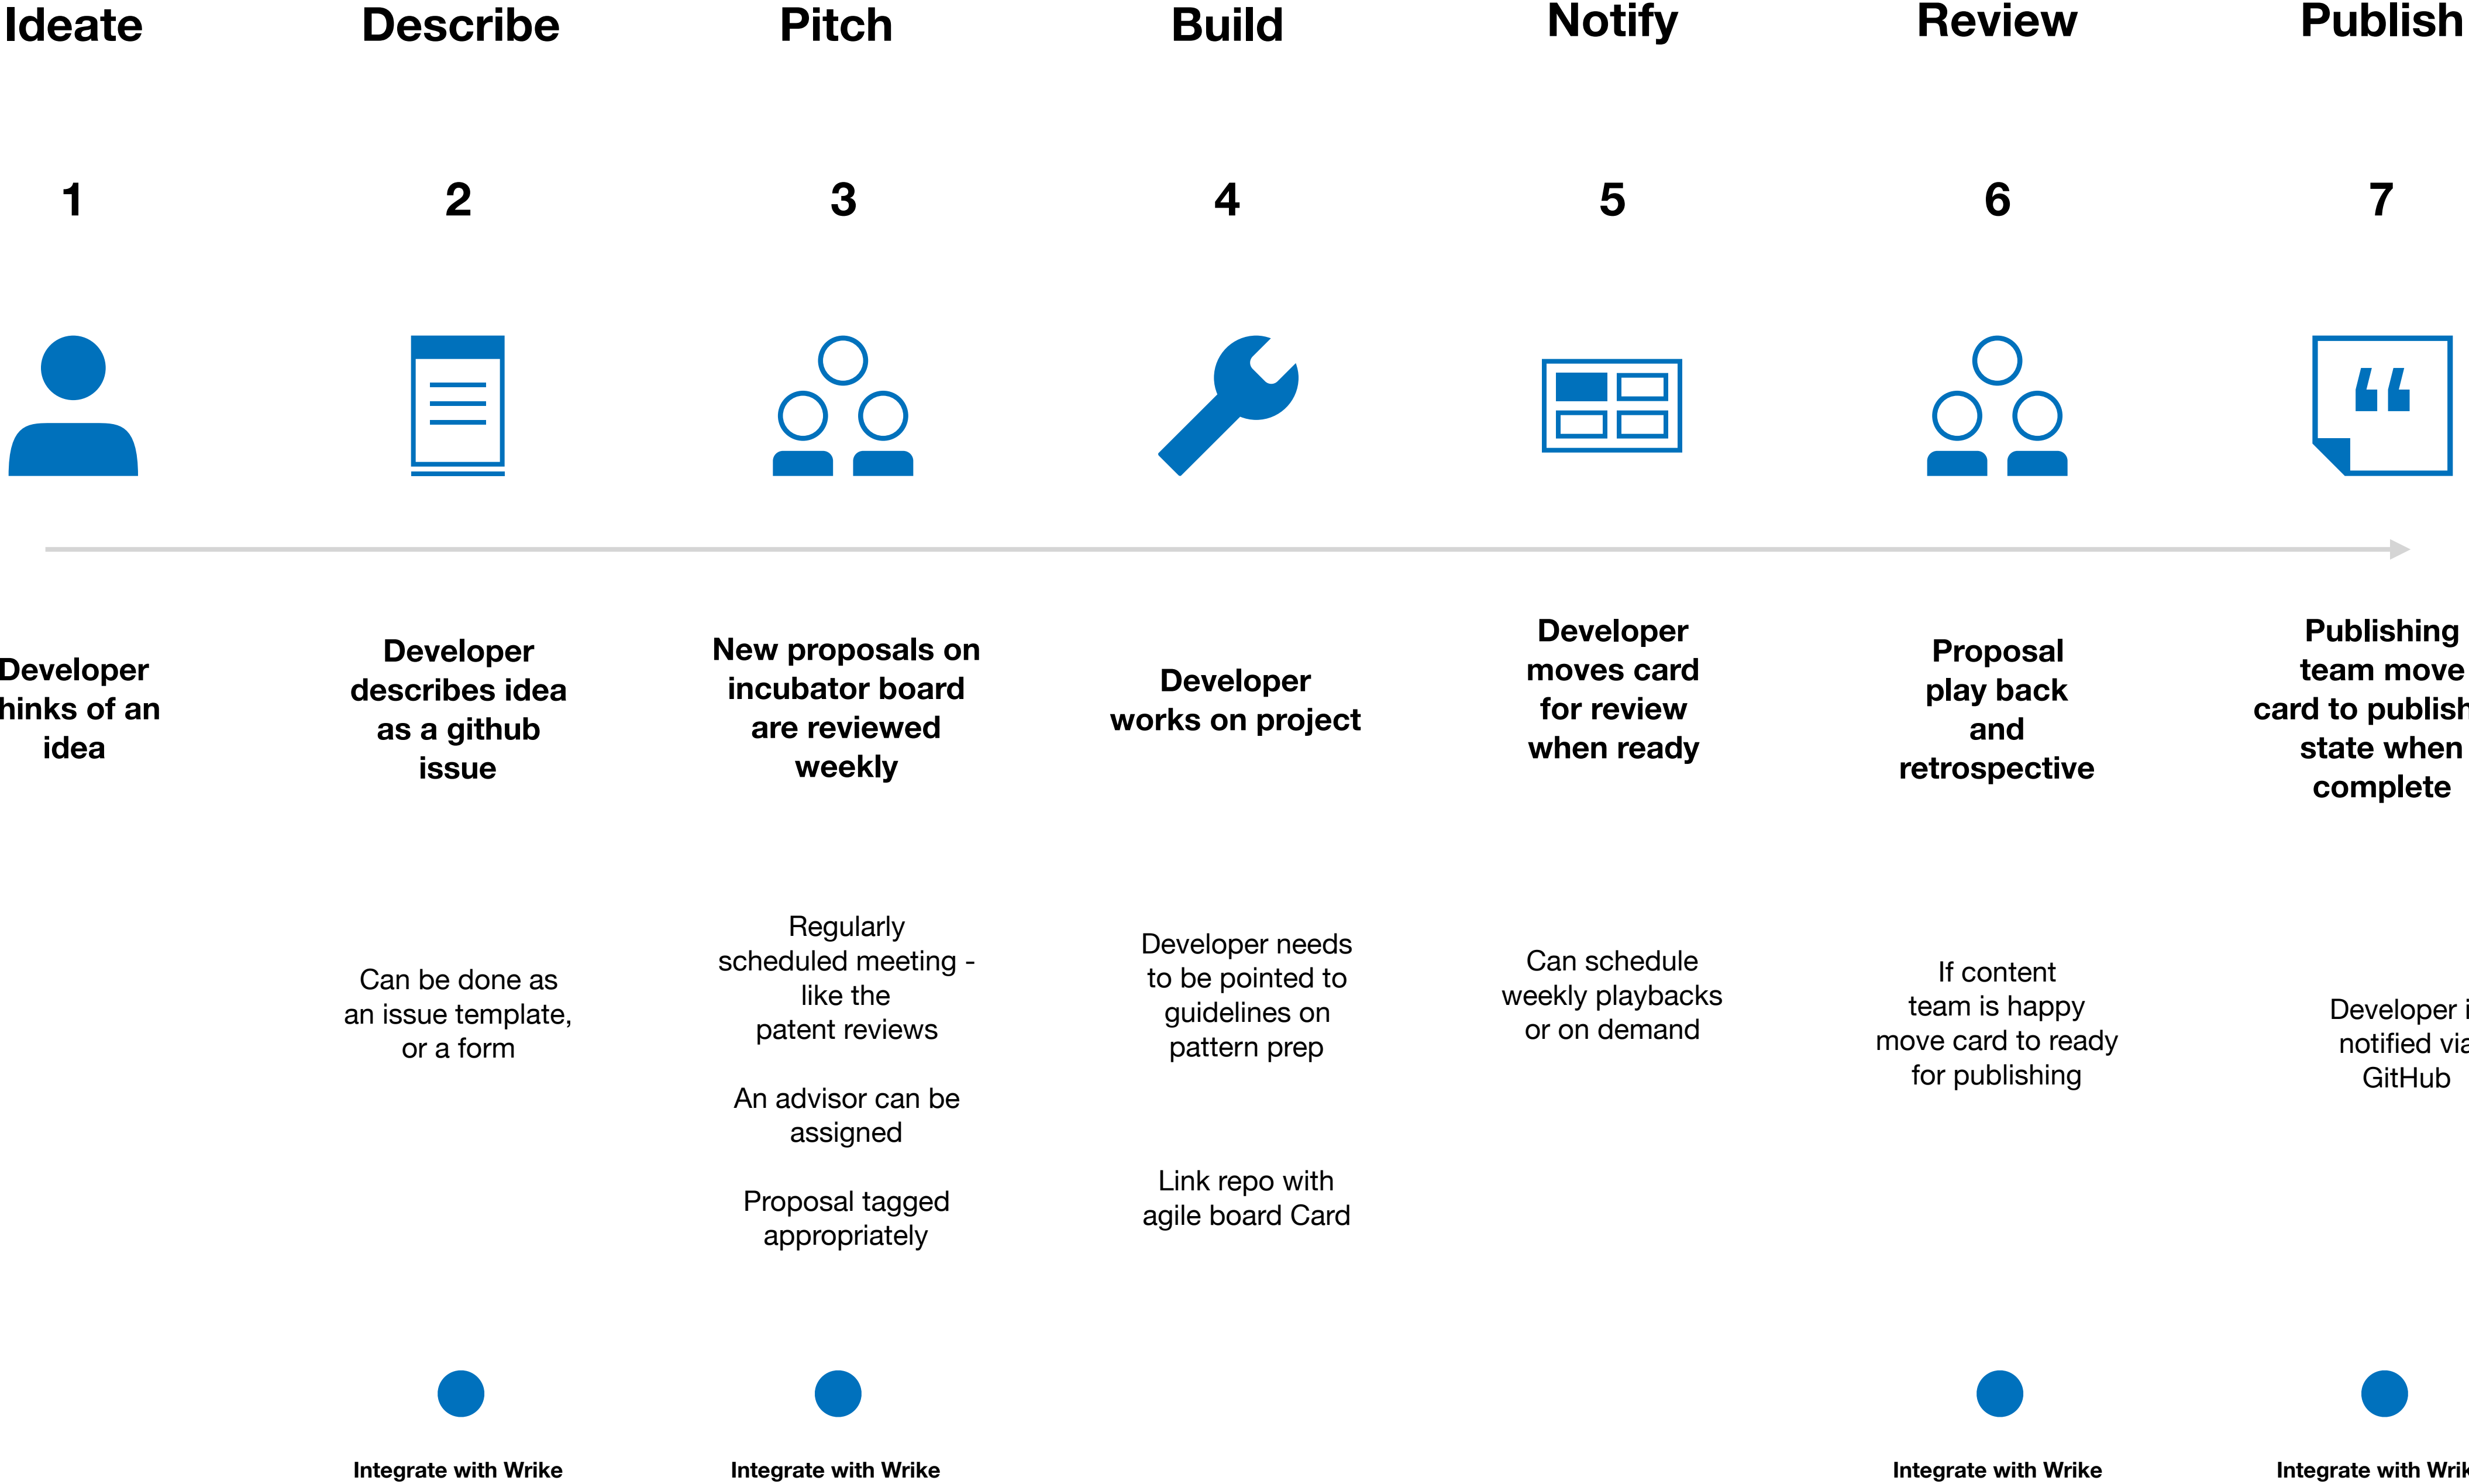 Ideate
Describe
Pitch
Build
Notify
Review
Publish
1
2
3
4
5
6
7
“
Developer
hinks of an
idea
Developer
describes idea
as a github
issue
New proposals on
incubator board
are reviewed
weekly
Developer
works on project
Developer
moves card
for review
when ready
Proposal
play back
and
retrospective
Publishing
team move
card to publish
state when
complete
Can be done as
an issue template,
or a form
Regularly
scheduled meeting -
like the
patent reviews
An advisor can be
assigned
Proposal tagged
appropriately
Developer needs
to be pointed to
guidelines on
pattern prep
Link repo with
agile board Card
Can schedule
weekly playbacks
or on demand
If content
team is happy
move card to ready
for publishing
Developer i
notified via
GitHub
Integrate with Wrike
Integrate with Wrike
Integrate with Wrike
Integrate with Wrik